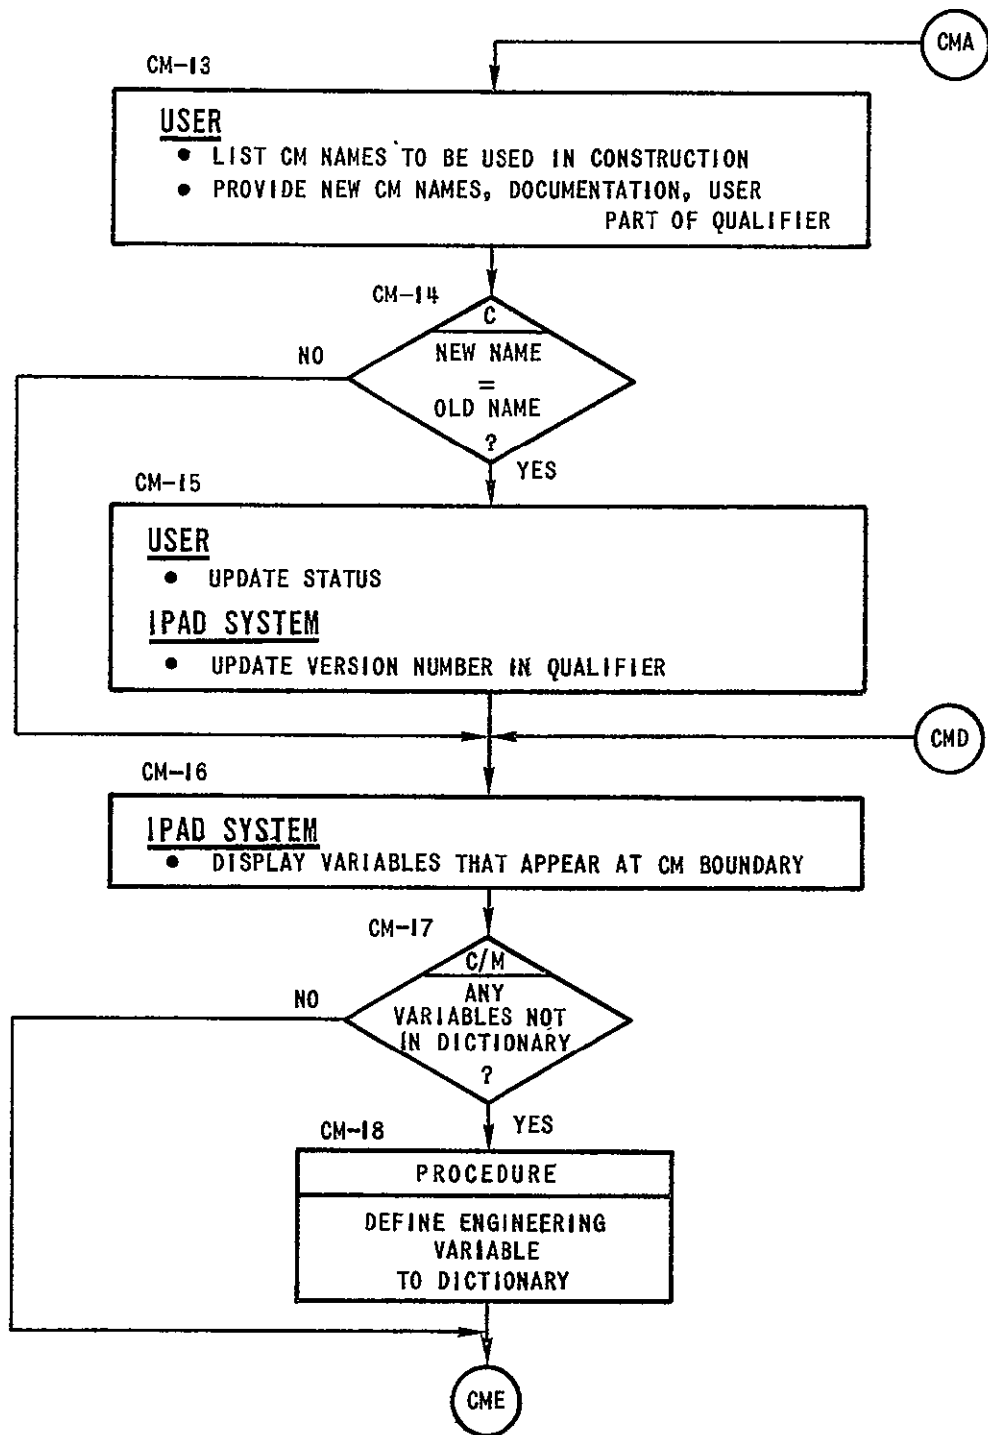 CMA
CM-13
USER
• LIST CM NAMES TO BE USED IN CONSTRUCTION
• PROVIDE NEW CM NAMES, DOCUMENTATION, USER
PART OF QUALIFIER
CM-14
C
NEW NAME
=
OLD NAME
?
NO
YES
CM-15
USER
• UPDATE STATUS
IPAD SYSTEM
• UPDATE VERSION NUMBER IN QUALIFIER
CMD
CM-16
IPAD SYSTEM
• DISPLAY VARIABLES THAT APPEAR AT CM BOUNDARY
CM-17
C/M
ANY
VARIABLES NOT
IN DICTIONARY
?
NO
YES
CM-18
PROCEDURE
DEFINE ENGINEERING
VARIABLE
TO DICTIONARY
CME